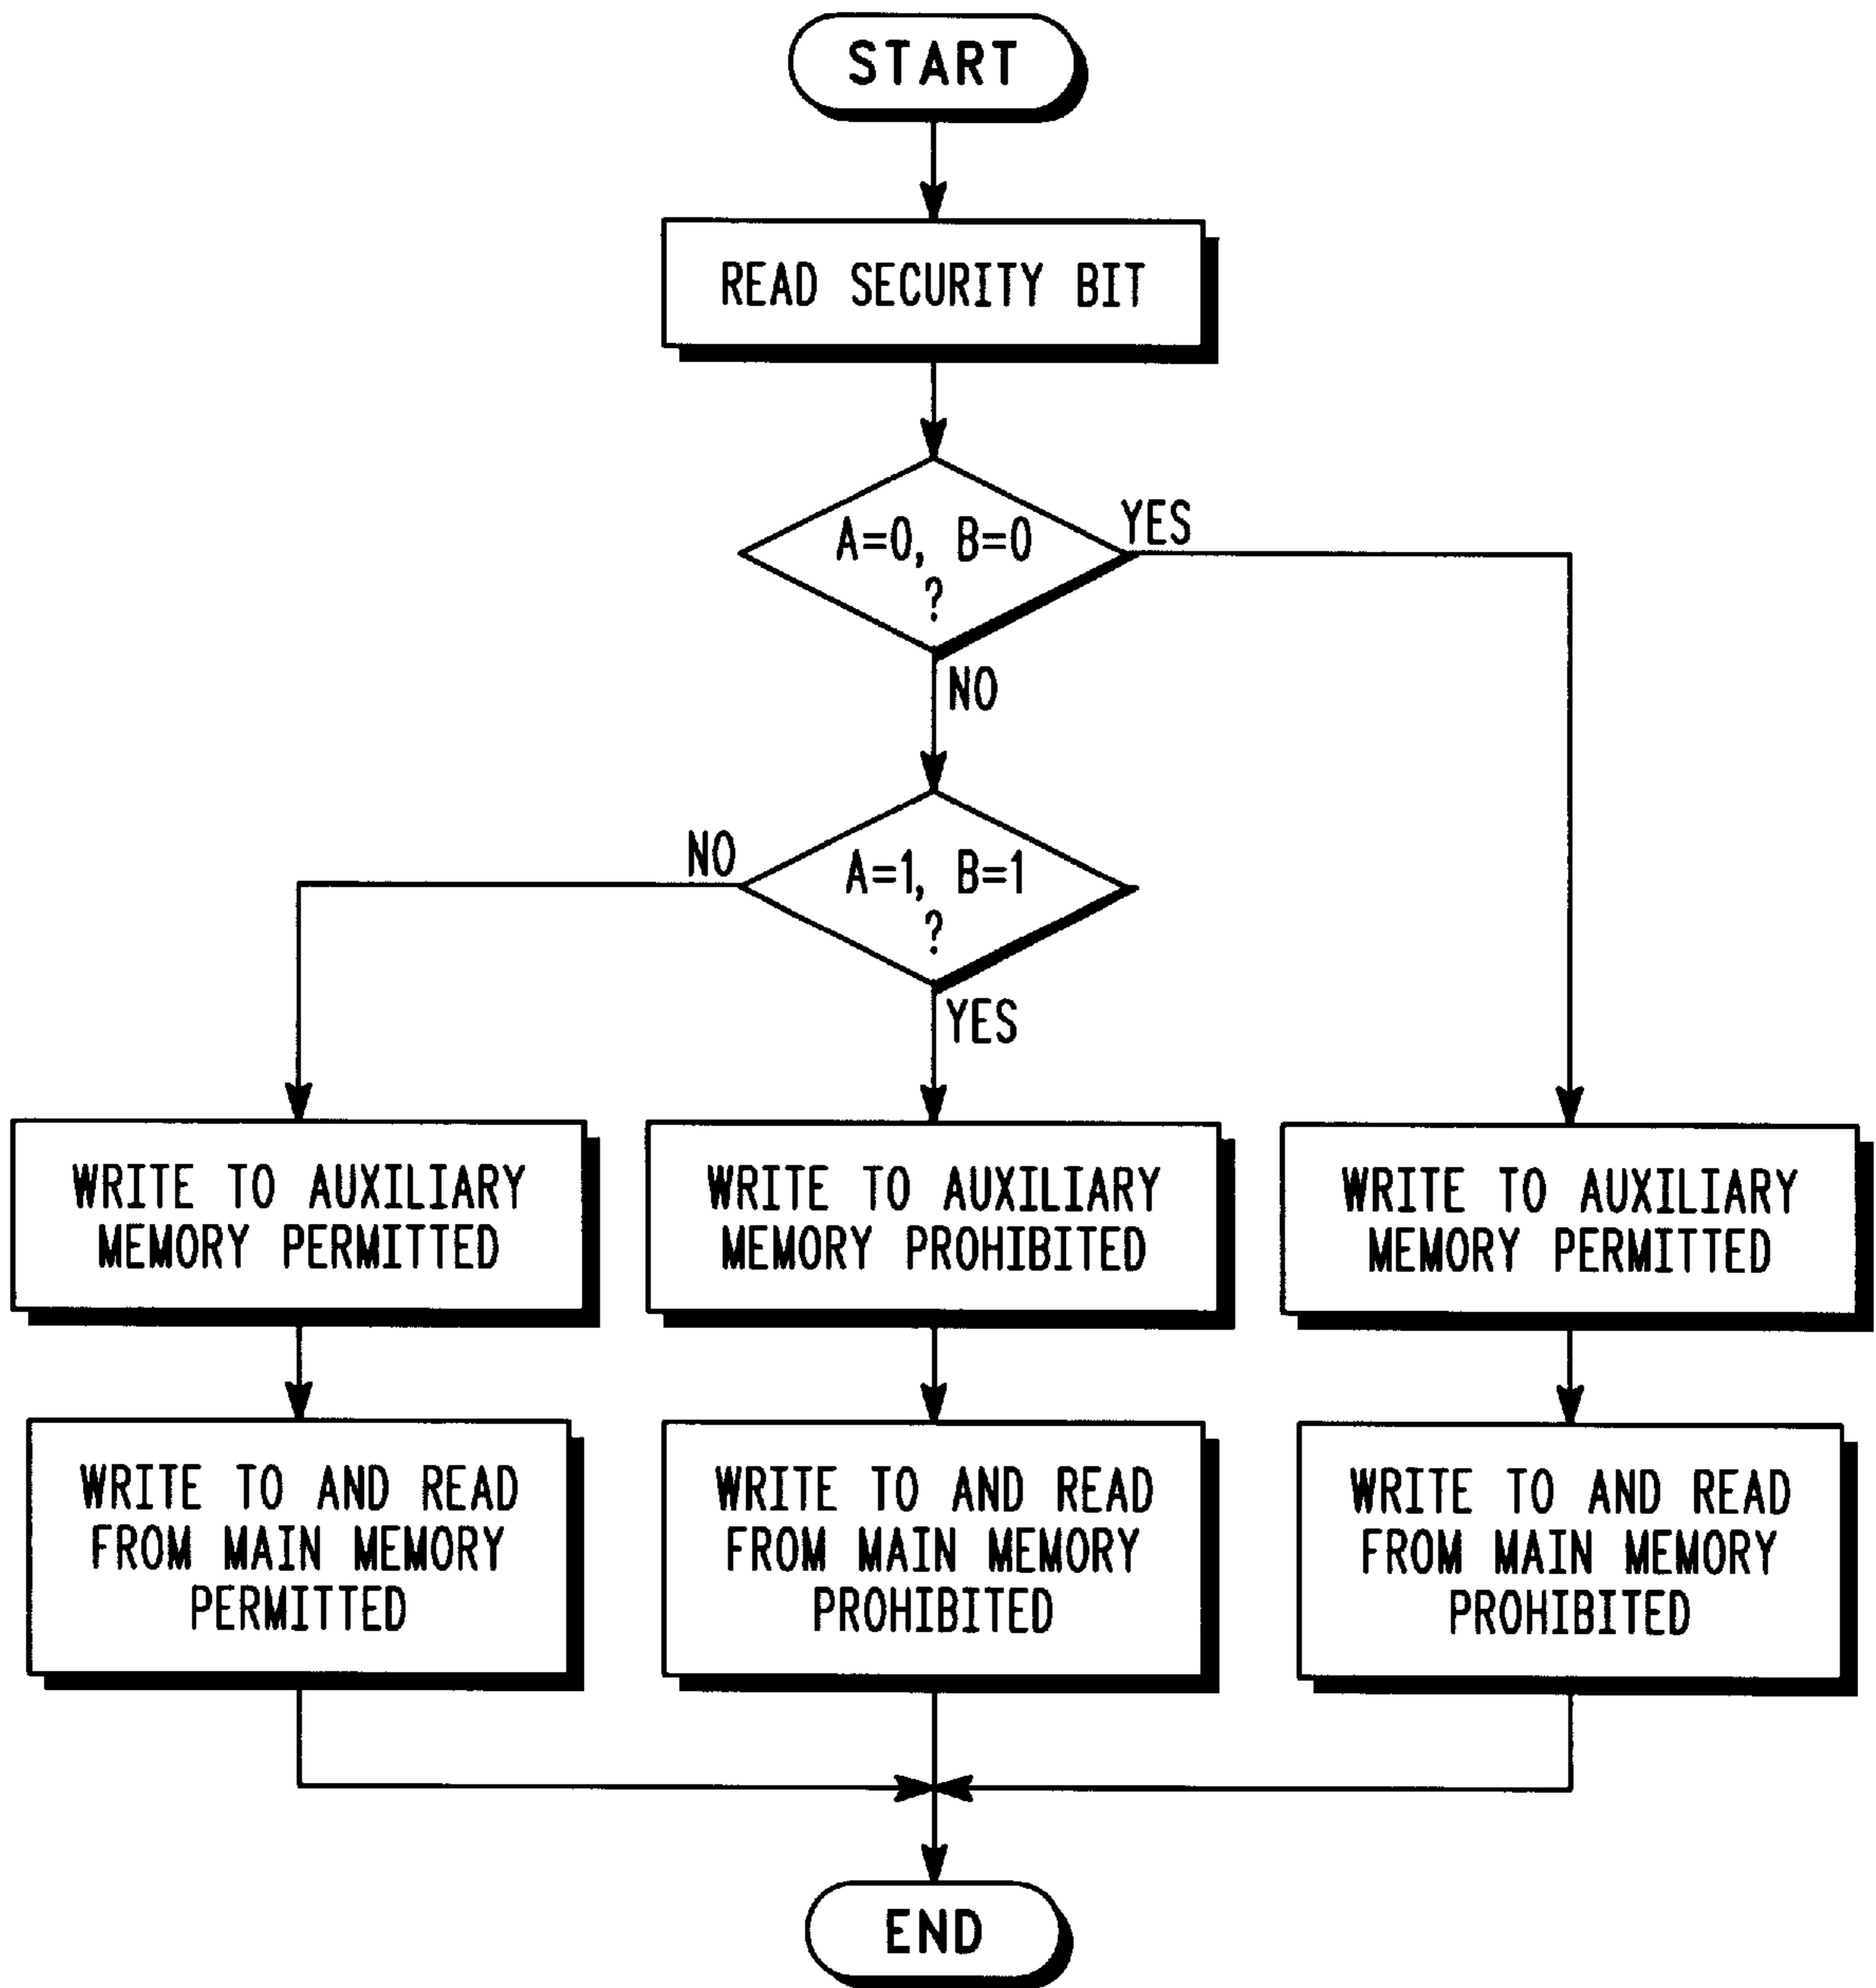 START
READ SECURITY BIT
A=0, B=0
?
YES
NO
A=1, B=1
?
NO
YES
WRITE TO AUXILIARY
MEMORY PERMITTED
WRITE TO AUXILIARY
MEMORY PROHIBITED
WRITE TO AUXILIARY
MEMORY PERMITTED
WRITE TO AND READ
FROM MAIN MEMORY
PERMITTED
WRITE TO AND READ
FROM MAIN MEMORY
PROHIBITED
WRITE TO AND READ
FROM MAIN MEMORY
PROHIBITED
END